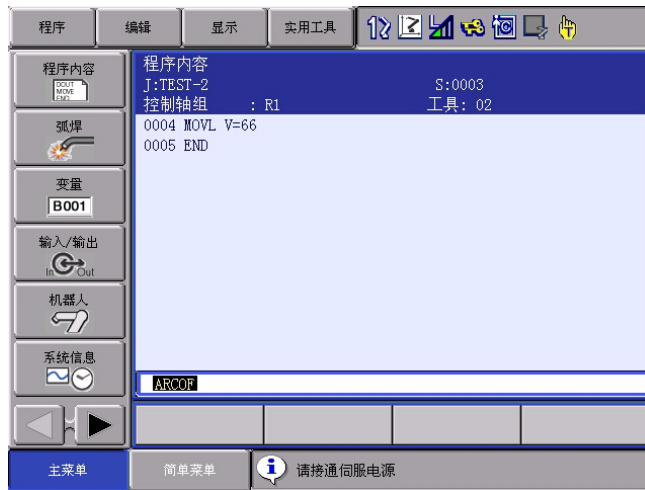 程序 编辑 显示 实用工具
程序内容
DOUT
MOVE
END
弧焊
变量
B001
输入/输出
In Out
机器人
系统信息
程序内容
J:TEST-2 S:0003
控制轴组 : R1 工具: 02
0004 MOVL V=66
0005 END
ARCOF
主菜单 简单菜单 请接通伺服电源